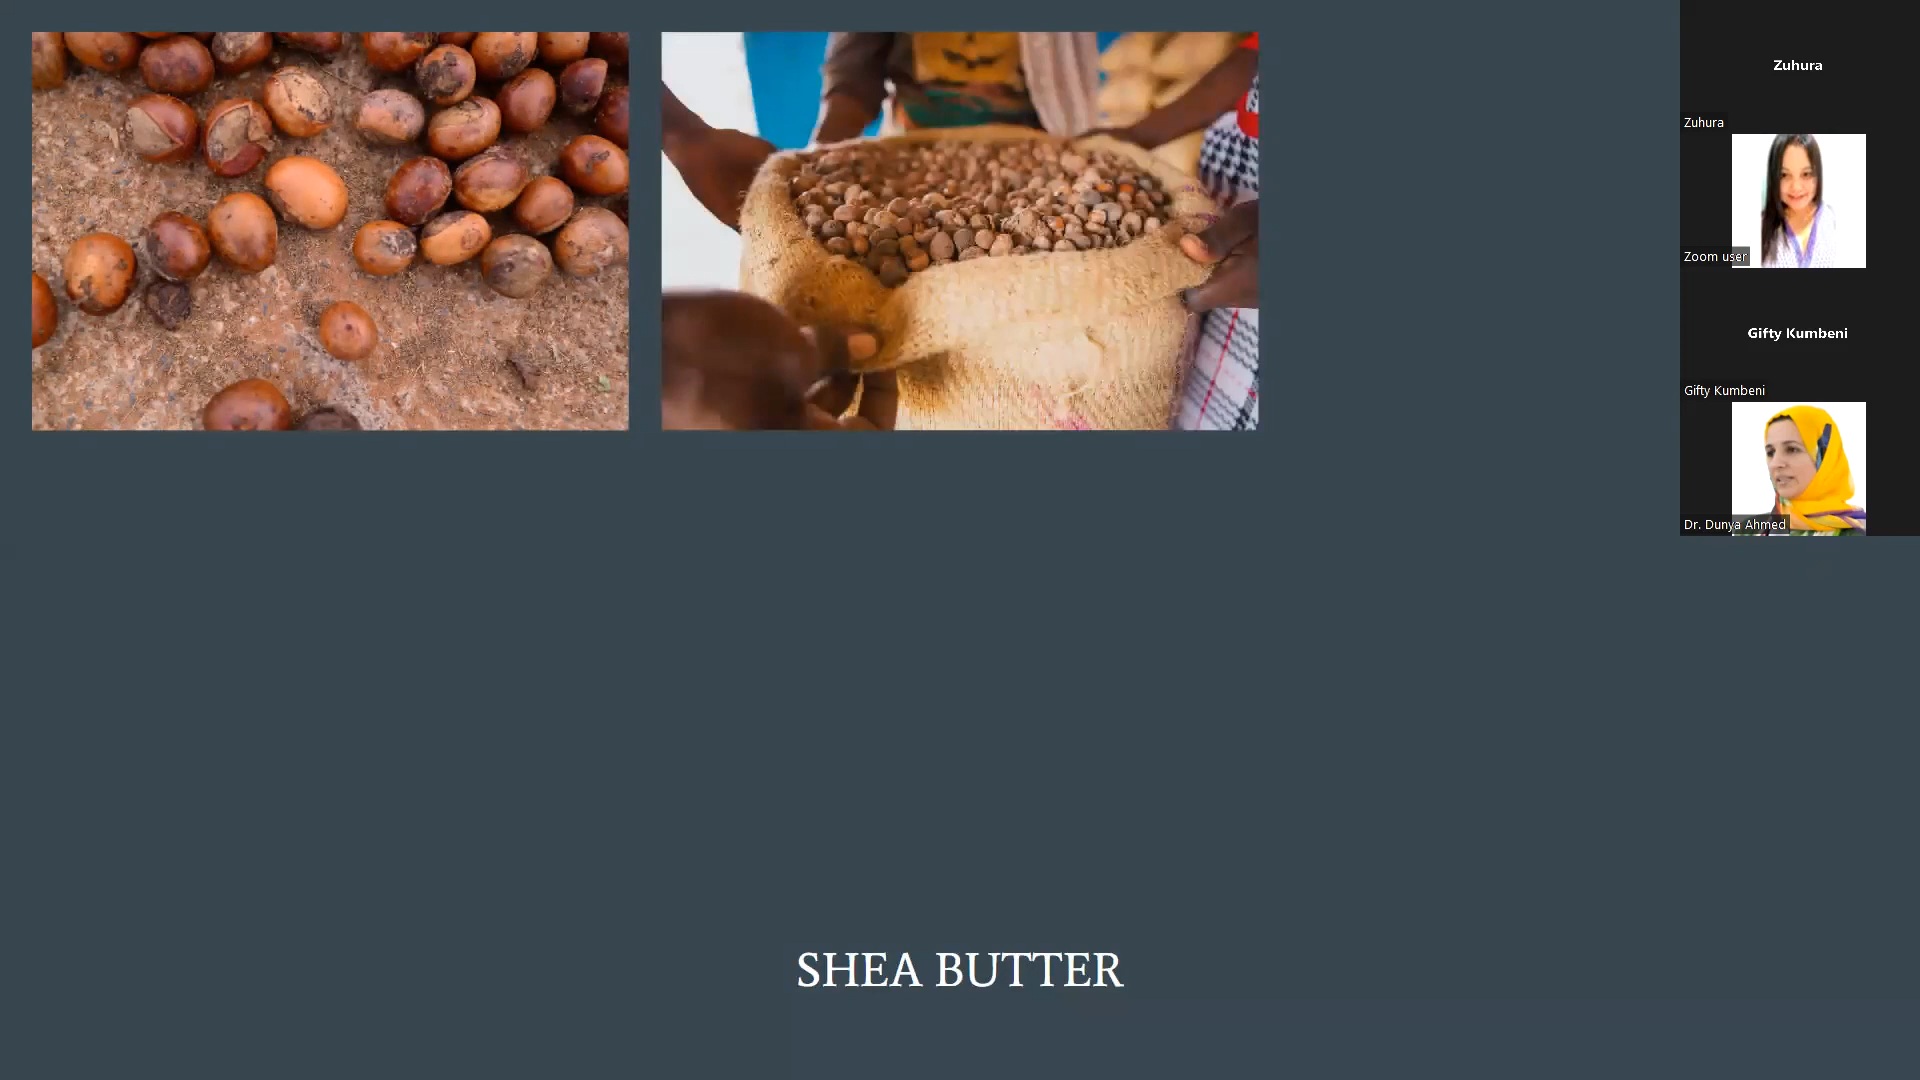 Zuhura
Zuhura
Zoom user
Gifty Kumbeni
Gifty Kumbeni
Dr. Dunya Ahmed
SHEA BUTTER